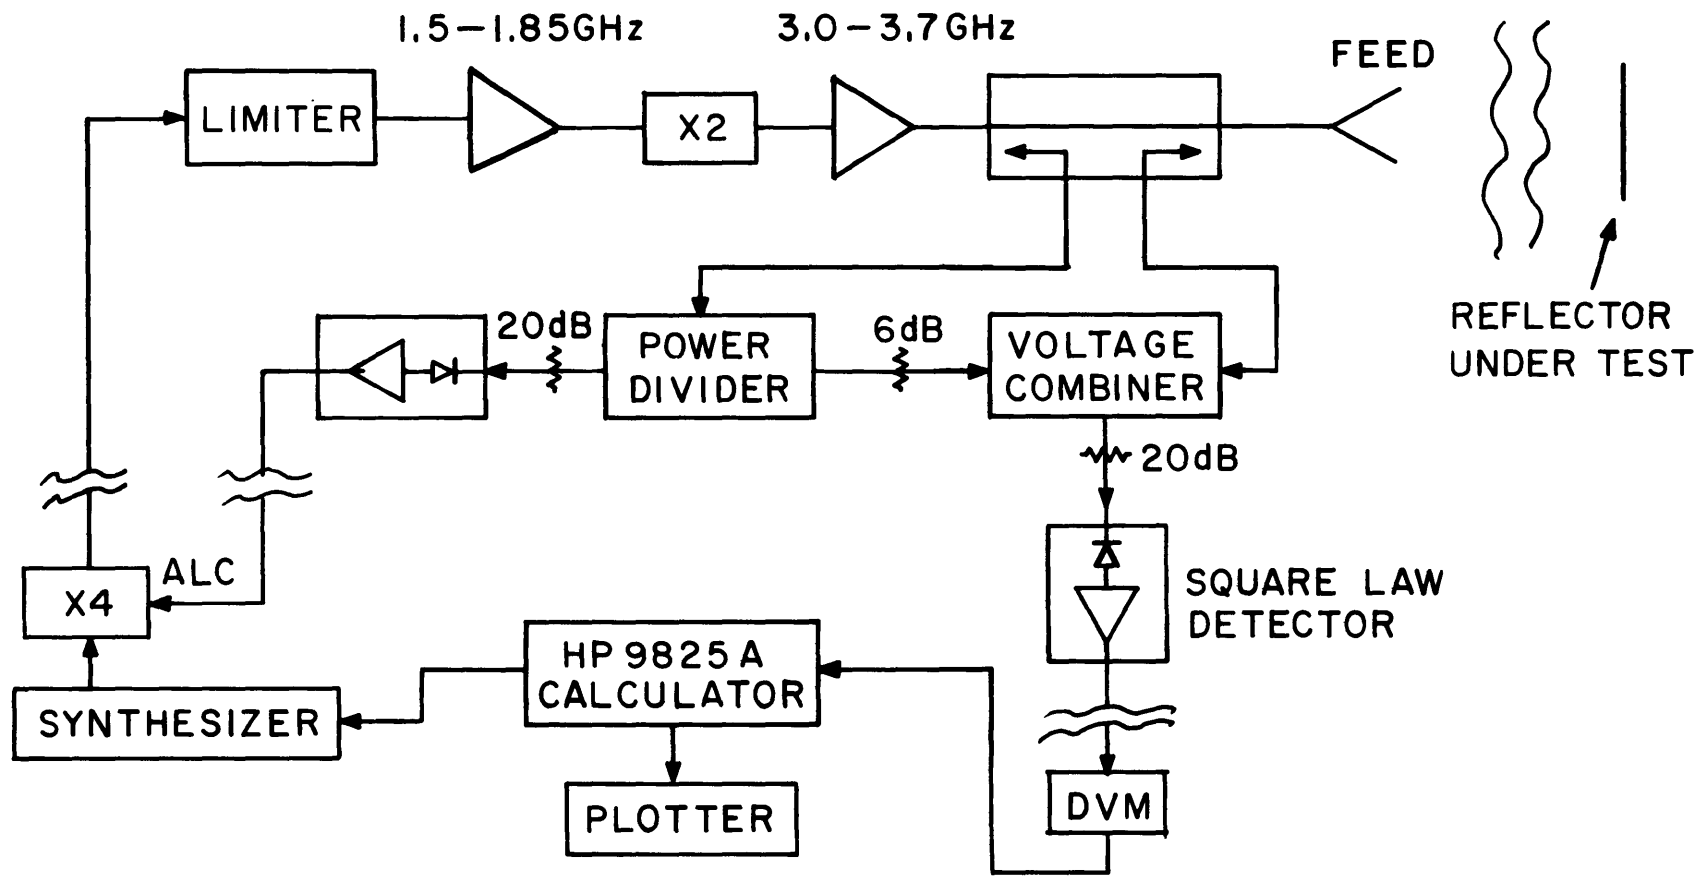 1.5–1.85GHz
3.0–3.7GHz
FEED
LIMITER
X2
REFLECTOR
UNDER TEST
20dB
POWER
DIVIDER
6dB
VOLTAGE
COMBINER
20dB
ALC
X4
SQUARE LAW
DETECTOR
HP 9825A
CALCULATOR
SYNTHESIZER
PLOTTER
DVM